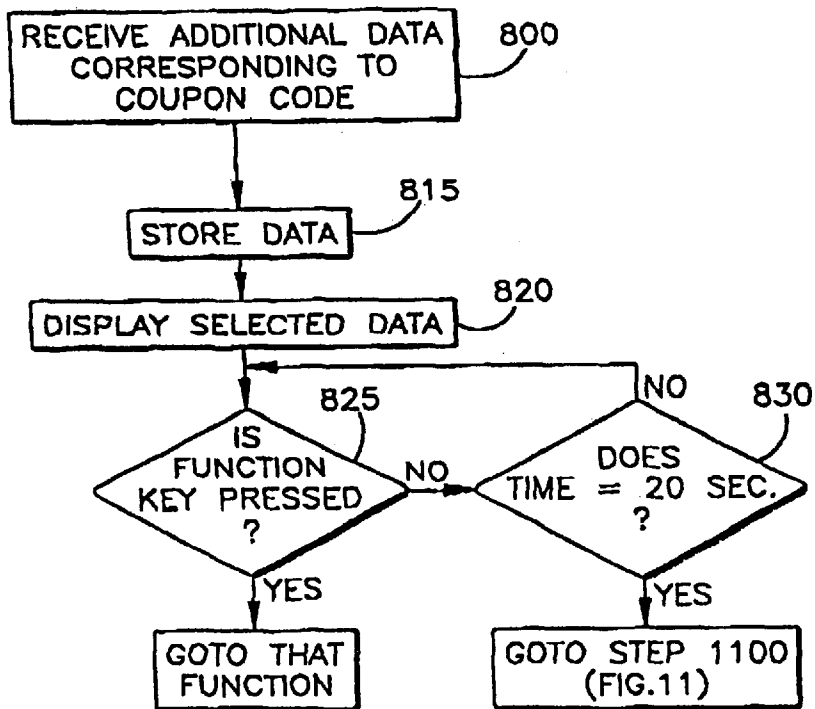 RECEIVE ADDITIONAL DATA
CORRESPONDING TO
COUPON CODE
800
815
STORE DATA
820
DISPLAY SELECTED DATA
825
IS
FUNCTION
KEY PRESSED
?
NO
NO
830
DOES
TIME = 20 SEC.
?
YES
YES
GOTO THAT
FUNCTION
GOTO STEP 1100
(FIG.11)